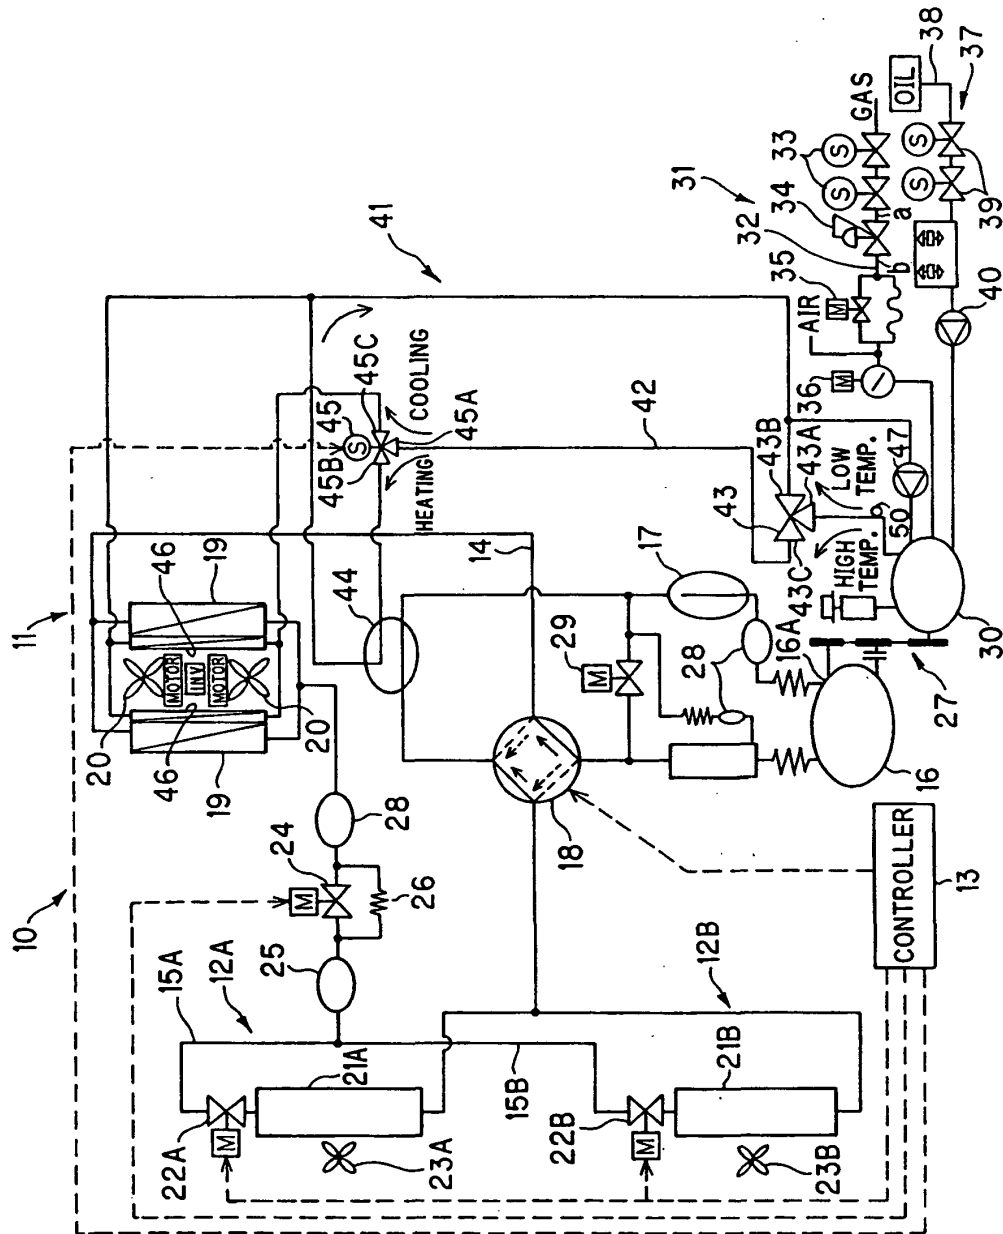 10
11
15A
12A
25
24
M
26
28
20
46
19
MOTOR
INV
MOTOR
46
20
19
22A
M
21A
23A
15B
12B
21B
22B
M
23B
CONTROLLER
13
18
44
14
29
M
17
28
16A
16
27
30
45B
S
45
45C
COOLING
HEATING
45A
42
41
43
43B
43A
43C
HIGH
TEMP.
LOW
TEMP.
47
50
36
M
AIR
35
M
32
34
31
33
S
S
GAS
a
b
OIL
38
37
S
S
39
40